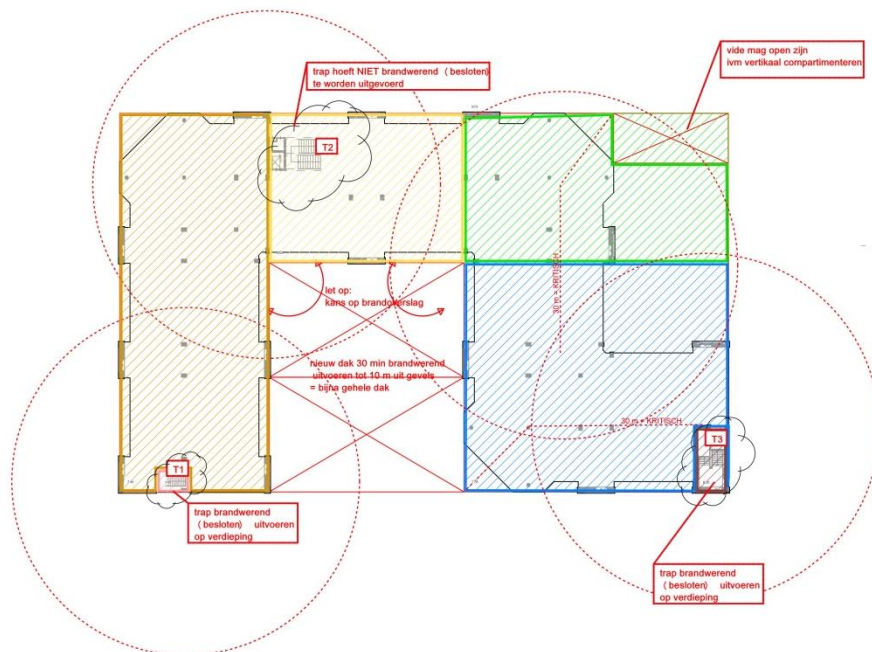 vide mag open zijn
ivm vertikaal compartimenteren
trap hoeft NIET brandwerend (besloten)
te worden uitgevoerd
T2
let op:
kans op brandoverslag
30 m = KRITISCH
nieuw dak 30 min brandwerend
uitvoeren tot 10 m uit gevels
= bijna gehele dak
30 m = KRITISCH
T3
T1
trap brandwerend
(besloten) uitvoeren
op verdieping
trap brandwerend
(besloten) uitvoeren
op verdieping